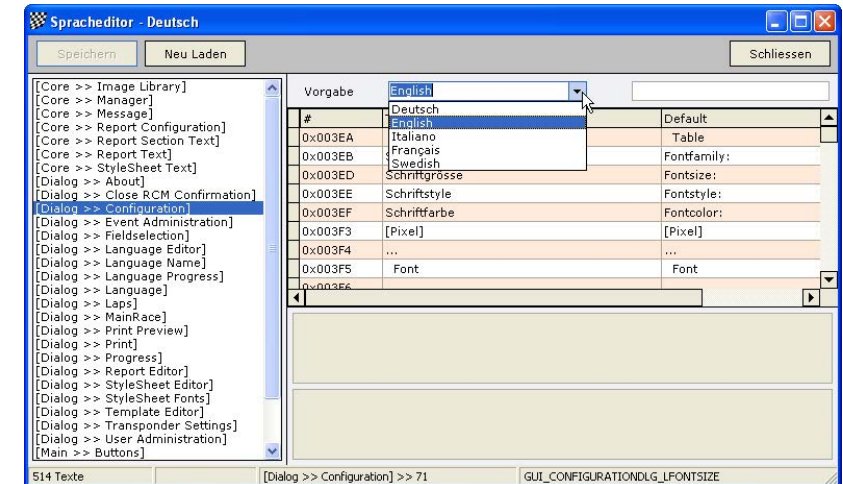 Spracheditor - Deutsch
Speichern
Neu Laden
Schliessen
[Core >> Image Library]
[Core >> Manager]
[Core >> Message]
[Core >> Report Configuration]
[Core >> Report Section Text]
[Core >> Report Text]
[Core >> StyleSheet Text]
[Dialog >> About]
[Dialog >> Close RCM Confirmation]
[Dialog >> Configuration]
[Dialog >> Event Administration]
[Dialog >> Fieldselection]
[Dialog >> Language Editor]
[Dialog >> Language Name]
[Dialog >> Language Progress]
[Dialog >> Language]
[Dialog >> Laps]
[Dialog >> MainRace]
[Dialog >> Print Preview]
[Dialog >> Print]
[Dialog >> Progress]
[Dialog >> Report Editor]
[Dialog >> StyleSheet Editor]
[Dialog >> StyleSheet Fonts]
[Dialog >> Template Editor]
[Dialog >> Transponder Settings]
[Dialog >> User Administration]
[Main >> Buttons]
Vorgabe English
Deutsch
English
Italiano
Français
Swedish
# Default
0x003EA Table
0x003EB Fontfamily:
0x003ED Schriftgrösse Fontsize:
0x003EE Schriftstyle Fontstyle:
0x003EF Schriftfarbe Fontcolor:
0x003F3 [Pixel] [Pixel]
0x003F4 ... ...
0x003F5 Font Font
0x003F6
514 Texte
[Dialog >> Configuration] >> 71
GUI_CONFIGURATIONDLG_LFONTSIZE